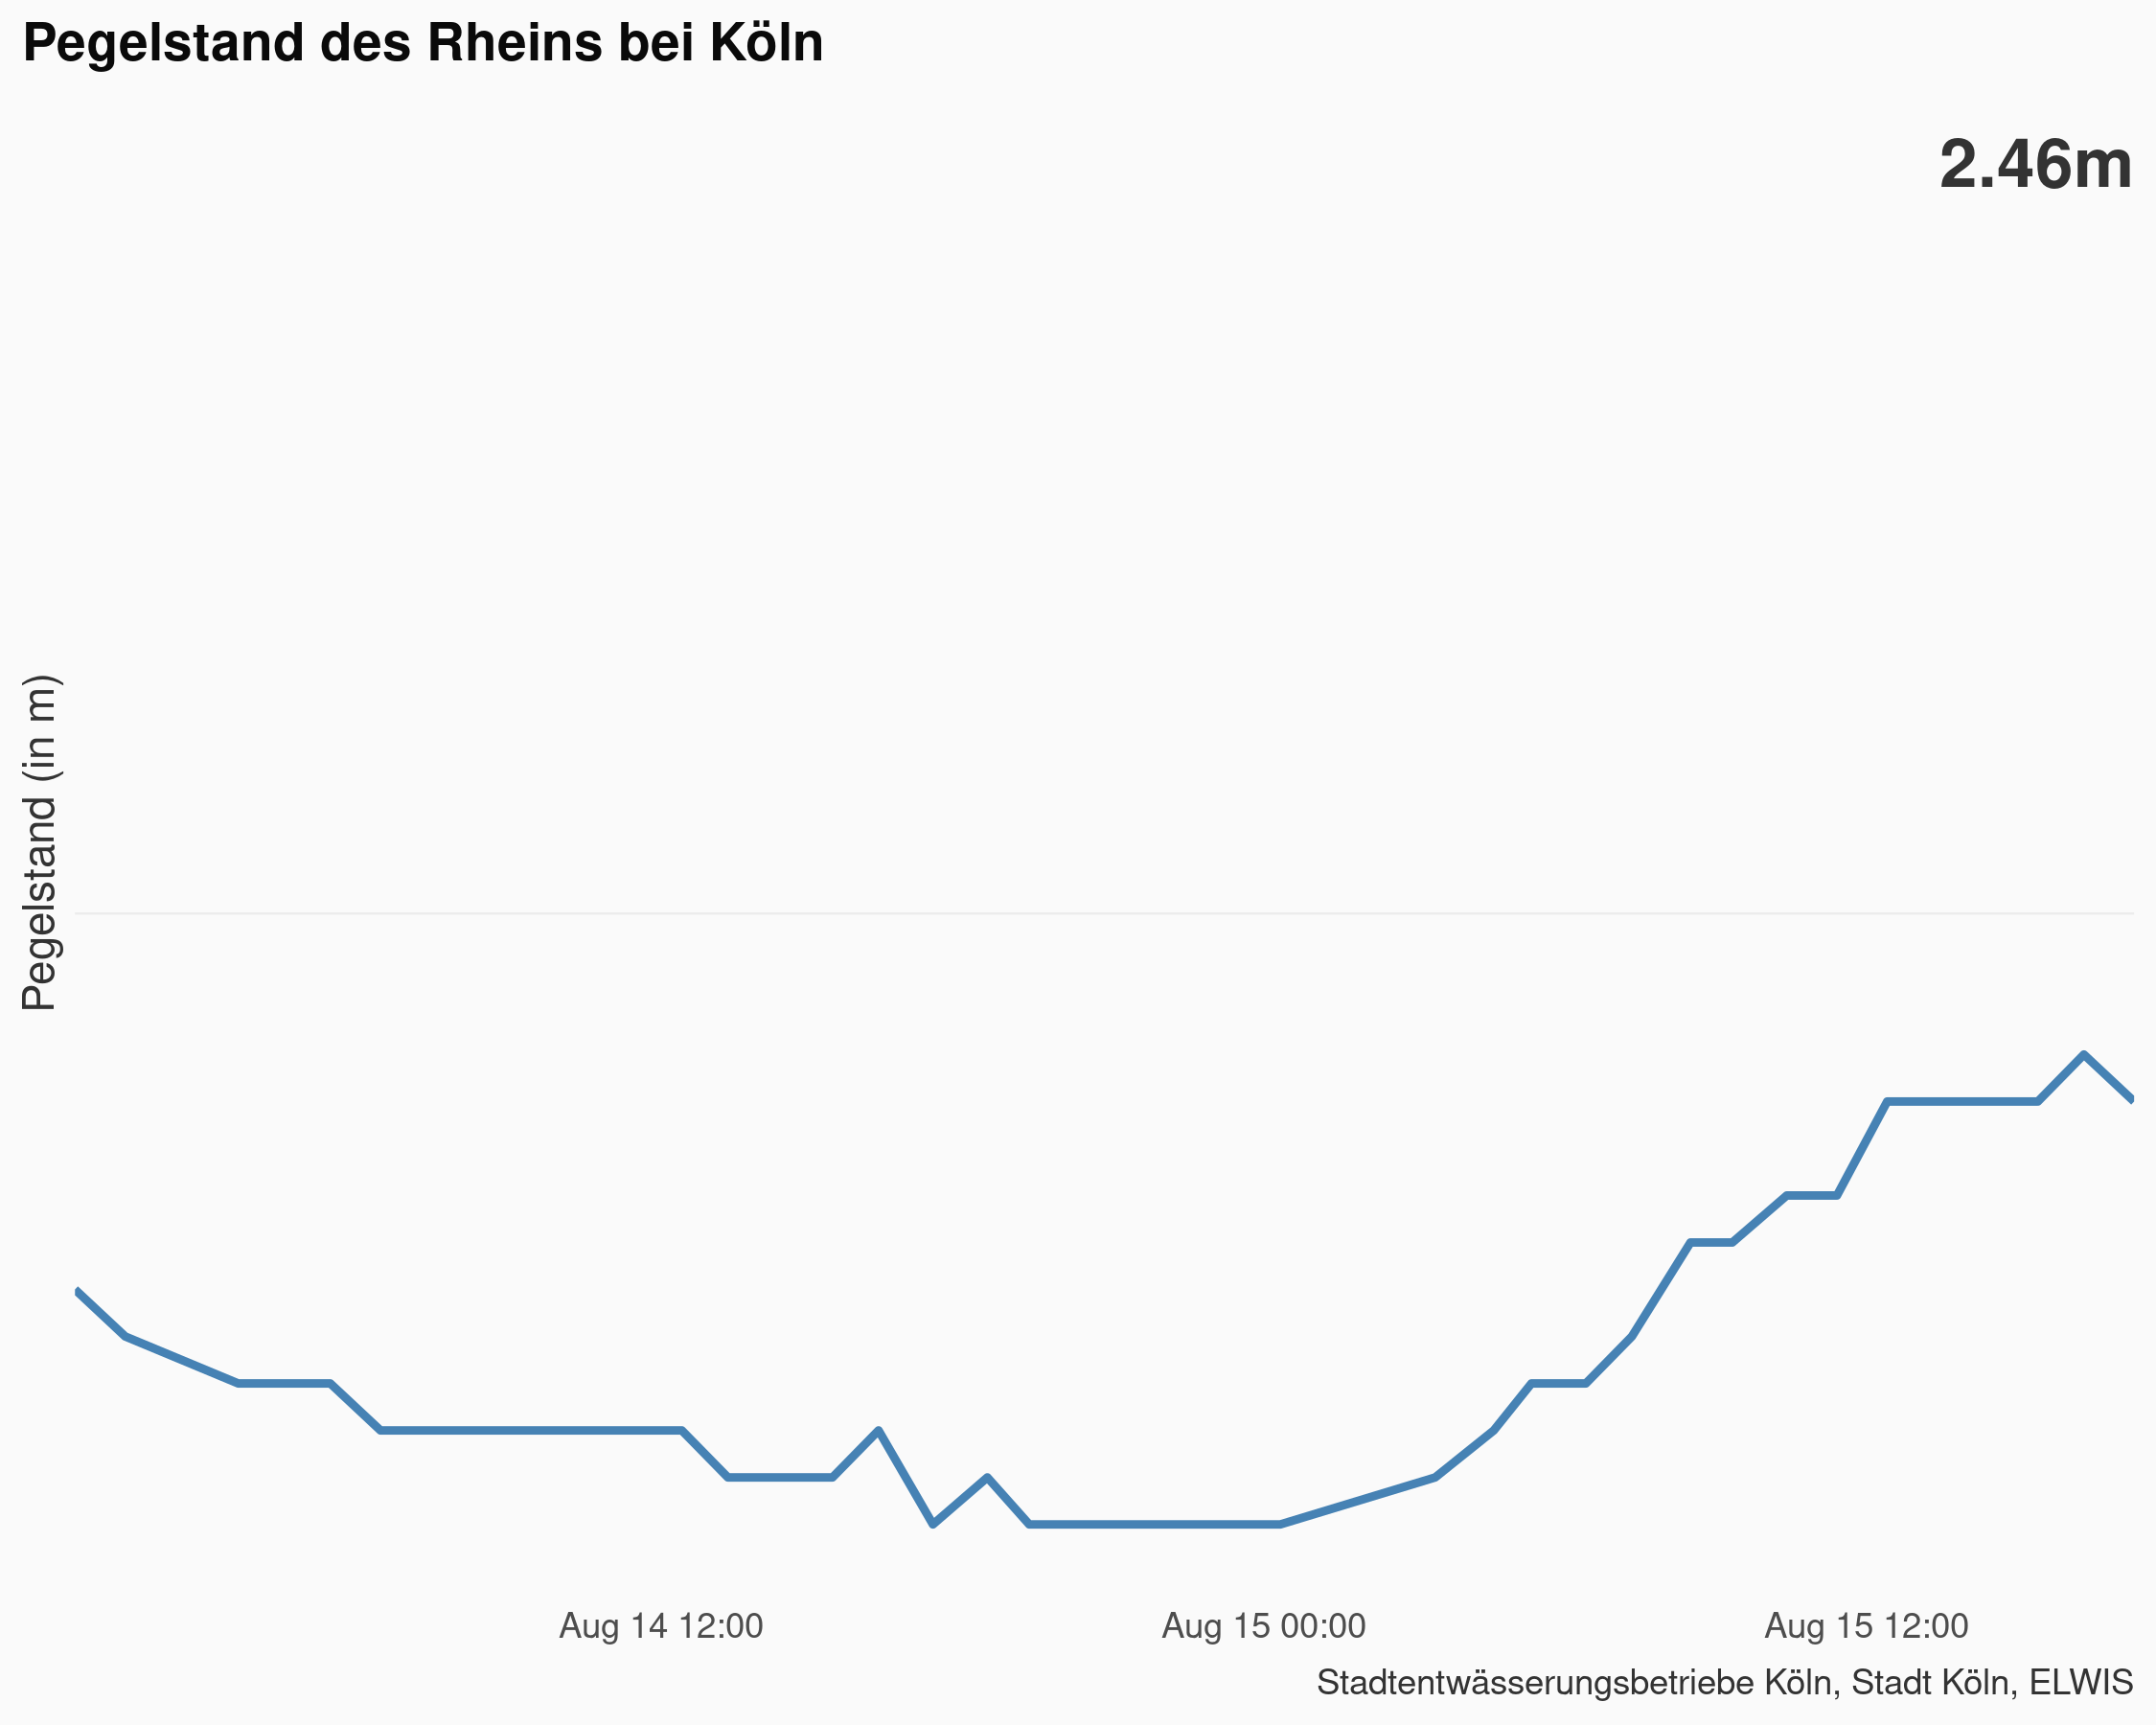 Pegelstand des Rheins bei Köln
2.46m
Pegelstand (in m)
Aug 14 12:00
Aug 15 00:00
Aug 15 12:00
Stadtentwässerungsbetriebe Köln, Stadt Köln, ELWIS